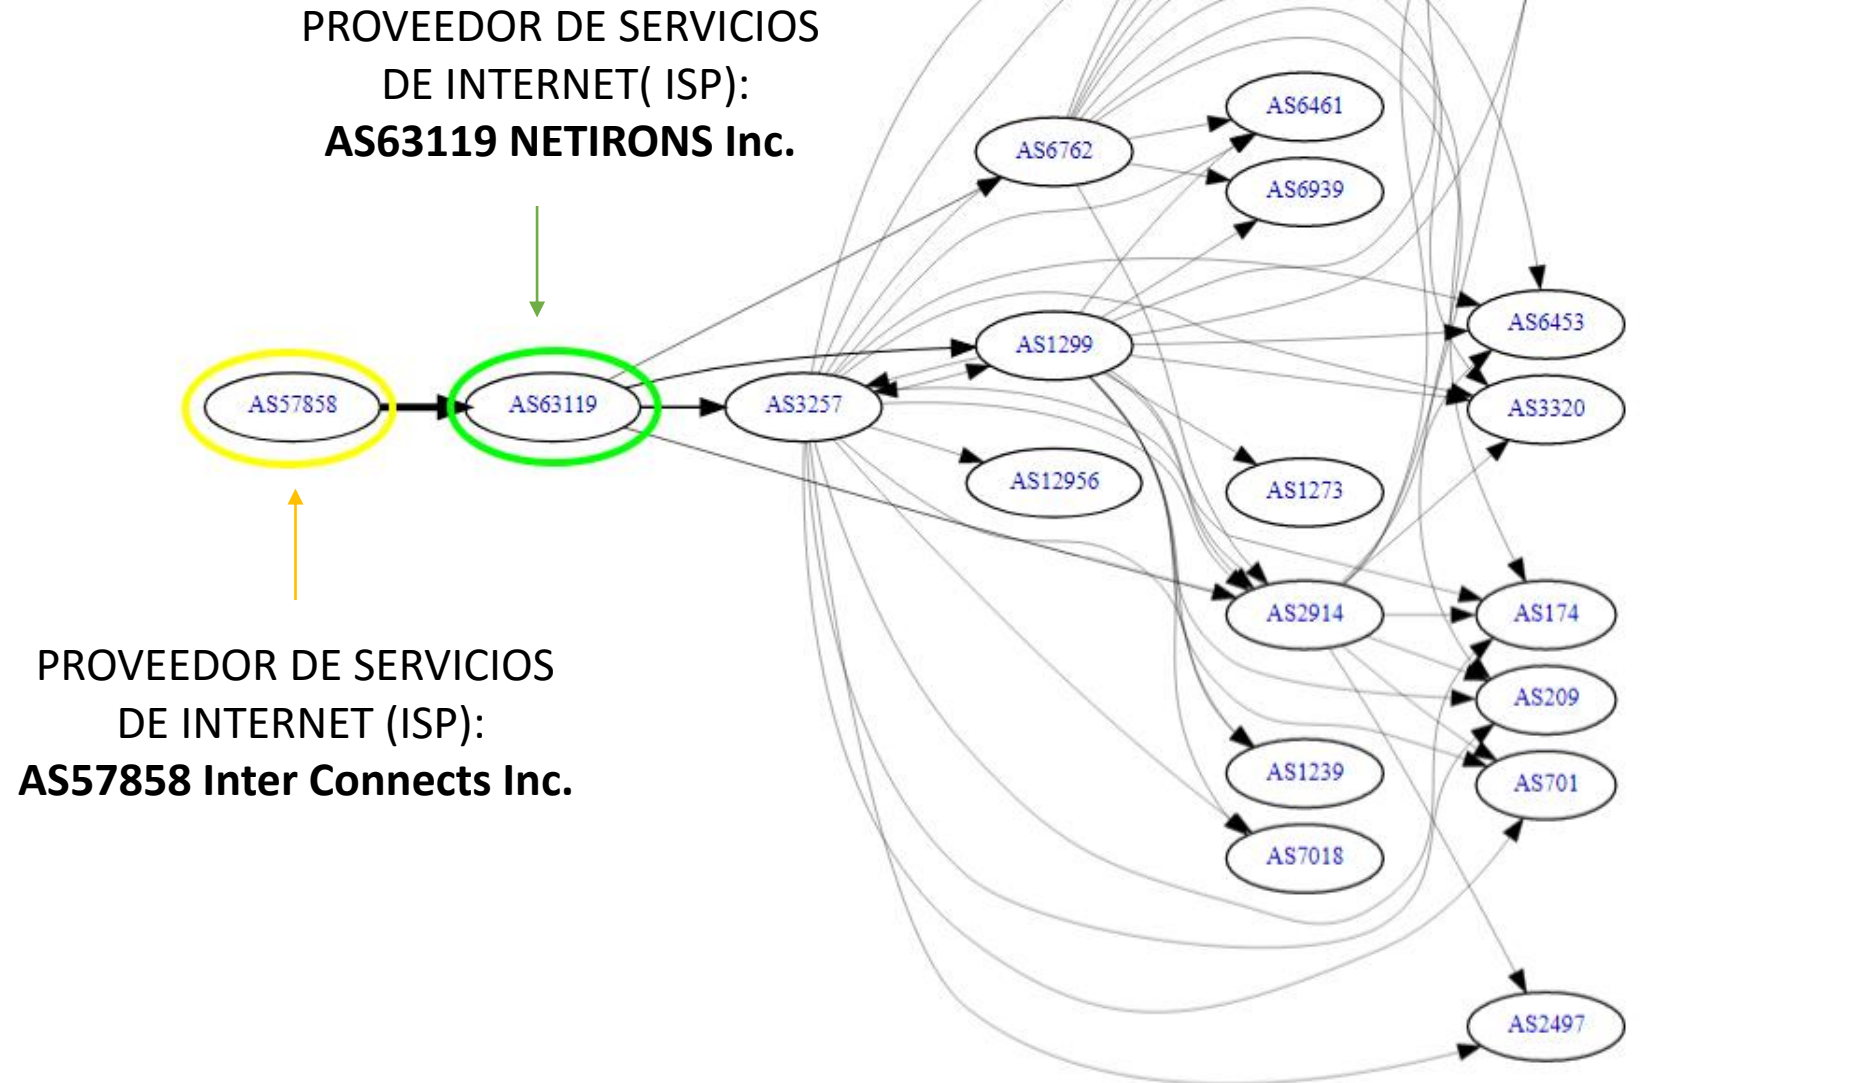 PROVEEDOR DE SERVICIOS
DE INTERNET( ISP):
AS63119 NETIRONS Inc.
AS6461
AS6762
AS6939
AS6453
AS1299
AS57858
AS63119
AS3257
AS3320
AS12956
AS1273
AS2914
AS174
PROVEEDOR DE SERVICIOS
DE INTERNET (ISP):
AS57858 Inter Connects Inc.
AS209
AS1239
AS701
AS7018
AS2497